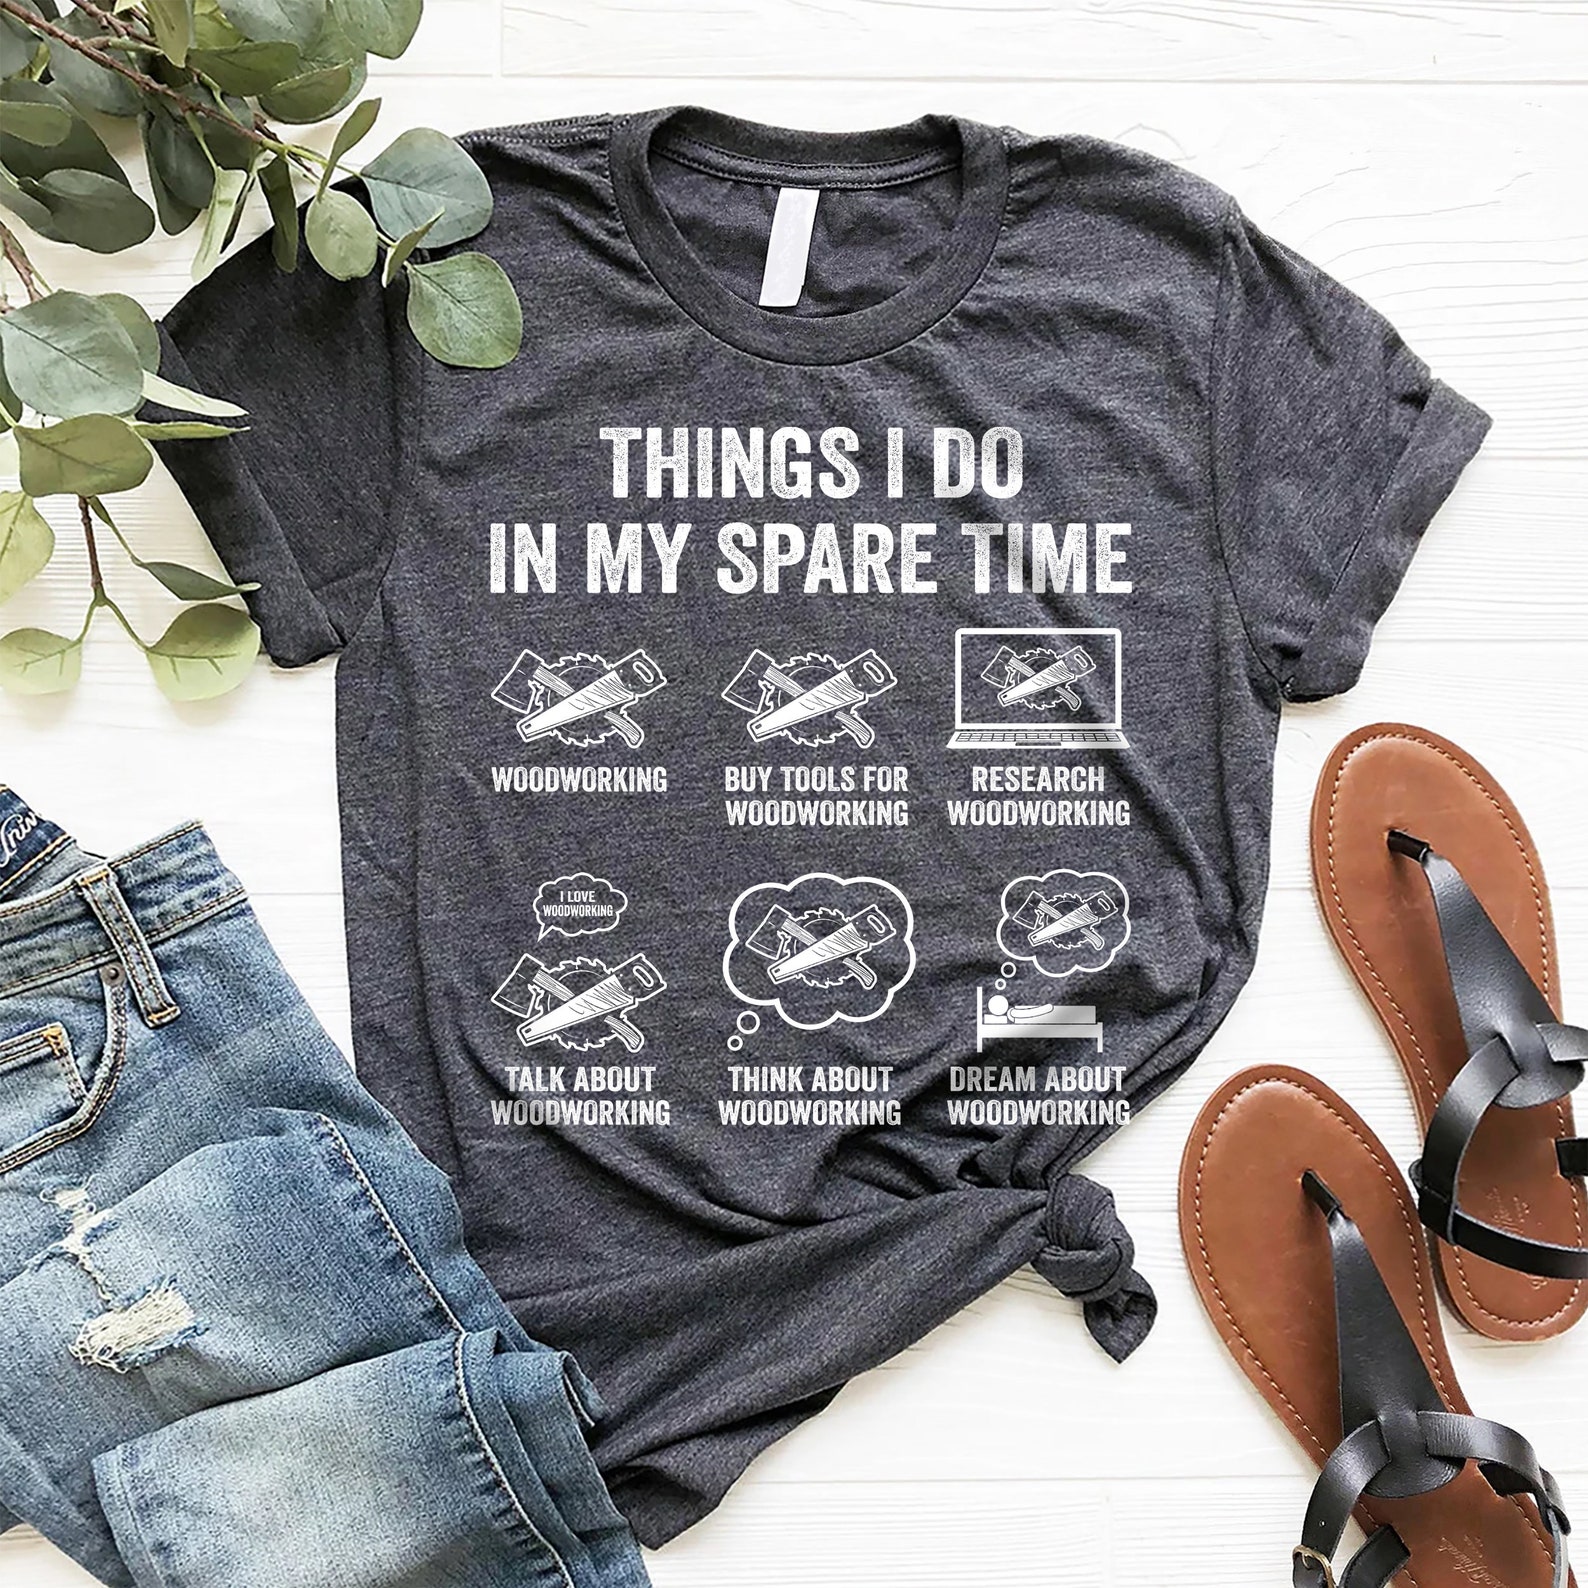 THINGS I DO
IN MY SPARE TIME
WOODWORKING
BUY TOOLS FOR
WOODWORKING
RESEARCH
WOODWORKING
I LOVE
WOODWORKING
TALK ABOUT
WOODWORKING
THINK ABOUT
WOODWORKING
DREAM ABOUT
WOODWORKING